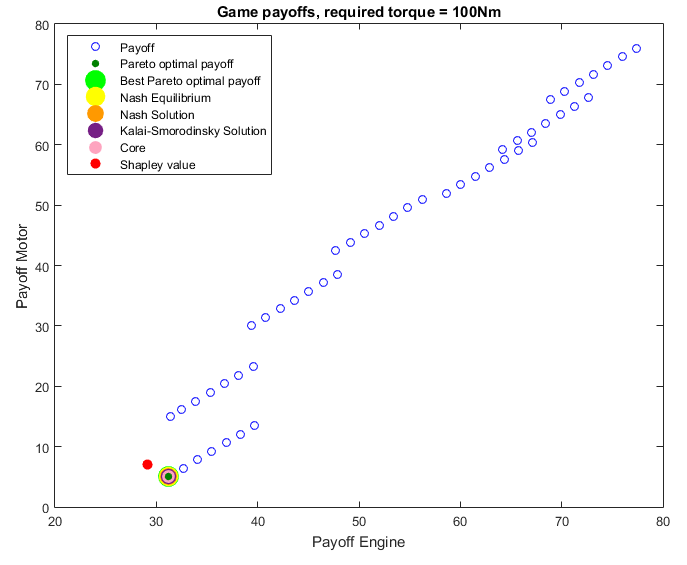 Game payoffs, required torque = 100Nm
80
70
60
50
40
30
20
10
0
Payoff Motor
Payoff
Pareto optimal payoff
Best Pareto optimal payoff
Nash Equilibrium
Nash Solution
Kalai-Smorodinsky Solution
Core
Shapley value
20
30
40
50
60
70
80
Payoff Engine